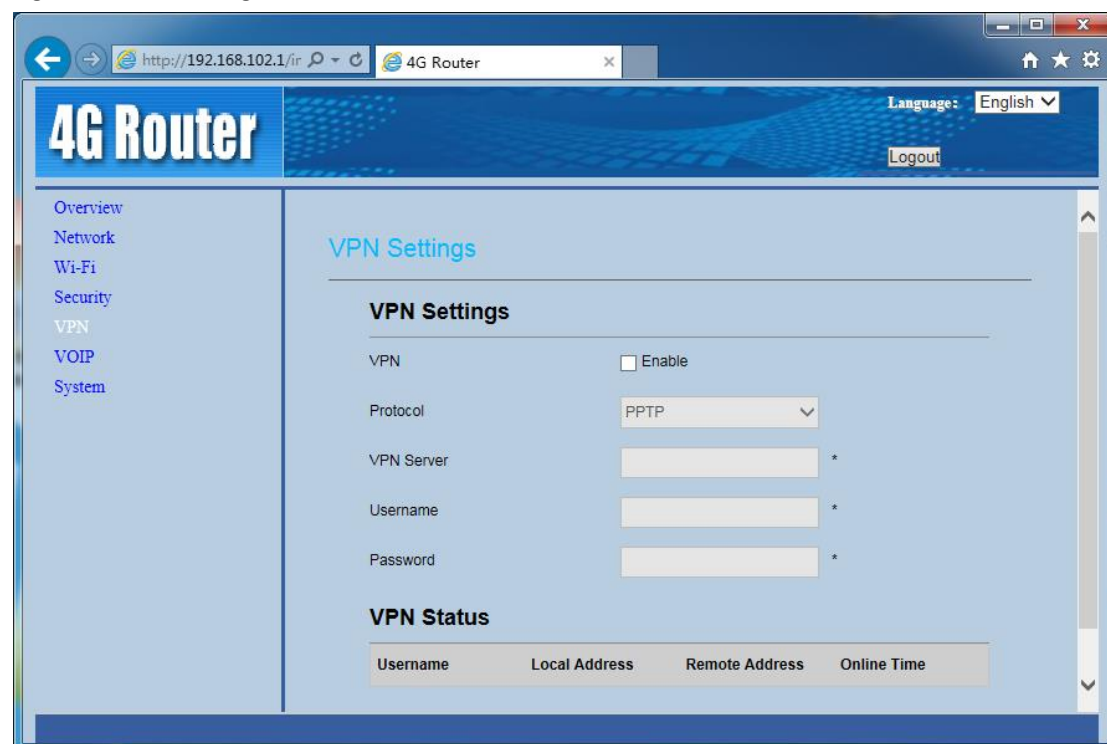 http://192.168.102.1/ir
4G Router
4G Router
Language: English
Logout
Overview
Network
Wi-Fi
Security
VPN
VOIP
System
VPN Settings
VPN Settings
VPN Enable
Protocol PPTP
VPN Server *
Username *
Password *
VPN Status
Username Local Address Remote Address Online Time